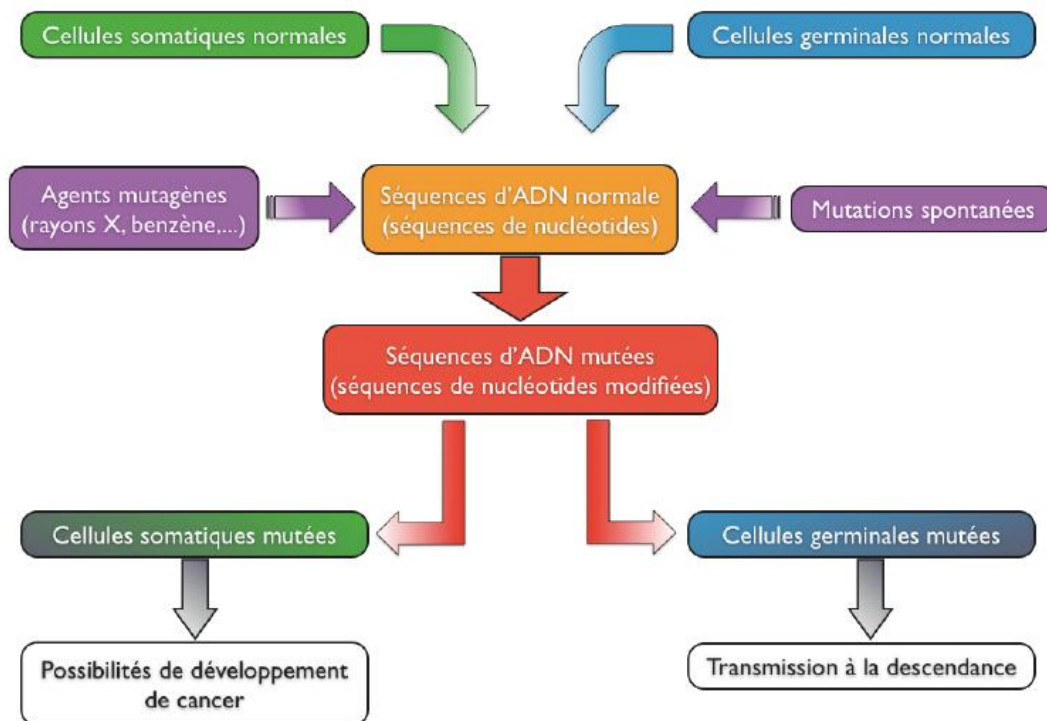 Cellules somatiques normales
Cellules germinales normales
Agents mutagènes
(rayons X, benzène,...)
Séquences d'ADN normale
(séquences de nucléotides)
Mutations spontanées
Séquences d'ADN mutées
(séquences de nucléotides modifiées)
Cellules somatiques mutées
Cellules germinales mutées
Possibilités de développement
de cancer
Transmission à la descendance